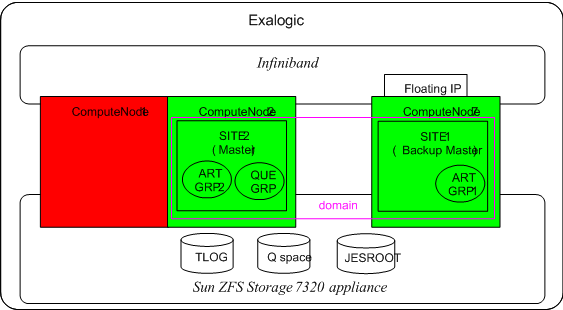 Exalogic
Infiniband
Floating IP
ComputeNode1
ComputeNode2
ComputeNode
SITE2
(Master)
SITE1
(Backup Master)
ART
GRP2
QUE
GRP
ART
GRP1
domain
TLOG
Q space
JESROOT
Sun ZFS Storage 7320 appliance